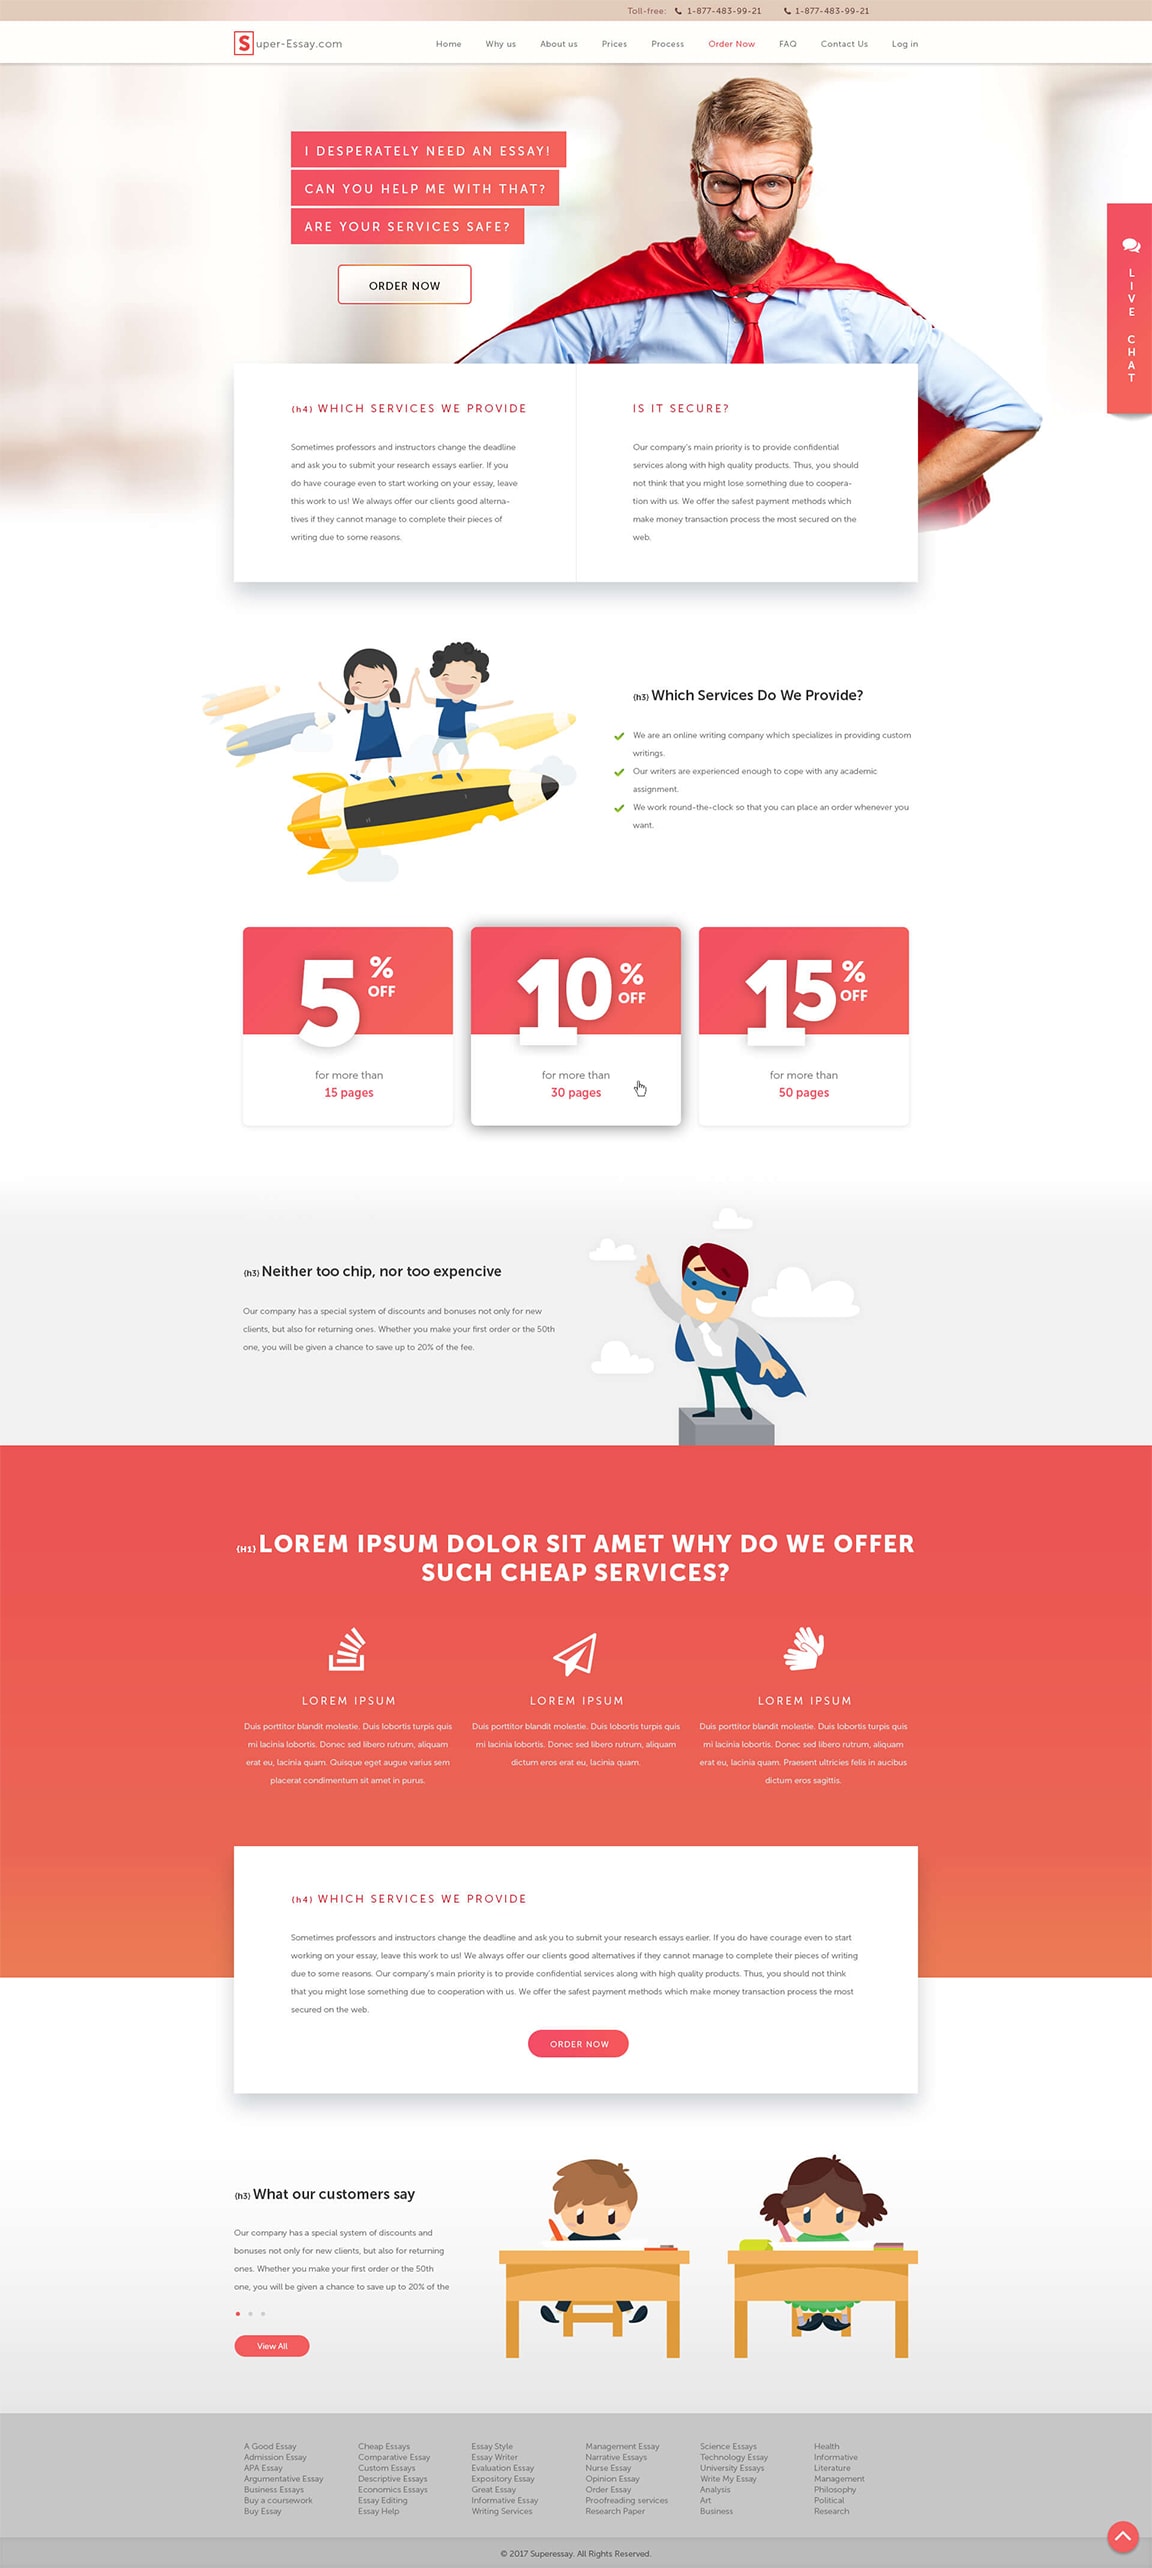 Toll-free: 1-877-483-99-21 1-877-483-99-21
Super-Essay.com
Home Why us About us Prices Process Order Now FAQ Contact Us Log in
I DESPERATELY NEED AN ESSAY!
CAN YOU HELP ME WITH THAT?
ARE YOUR SERVICES SAFE?
ORDER NOW
LIVE CHAT
{h4} WHICH SERVICES WE PROVIDE
Sometimes professors and instructors change the deadline
and ask you to submit your research essays earlier. If you
do have courage even to start working on your essay, leave
this work to us! We always offer our clients good alterna-
tives if they cannot manage to complete their pieces of
writing due to some reasons.
IS IT SECURE?
Our company's main priority is to provide confidential
services along with high quality products. Thus, you should
not think that you might lose something due to coopera-
tion with us. We offer the safest payment methods which
make money transaction process the most secured on the
web.
{h3} Which Services Do We Provide?
We are an online writing company which specializes in providing custom
writings.
Our writers are experienced enough to cope with any academic
assignment.
We work round-the-clock so that you can place an order whenever you
want.
5% OFF
for more than
15 pages
10% OFF
for more than
30 pages
15% OFF
for more than
50 pages
{h3} Neither too chip, nor too expencive
Our company has a special system of discounts and bonuses not only for new
clients, but also for returning ones. Whether you make your first order or the 50th
one, you will be given a chance to save up to 20% of the fee.
{H1} LOREM IPSUM DOLOR SIT AMET WHY DO WE OFFER
SUCH CHEAP SERVICES?
LOREM IPSUM
Duis porttitor blandit molestie. Duis lobortis turpis quis
mi lacinia lobortis. Donec sed libero rutrum, aliquam
erat eu, lacinia quam. Quisque eget augue varius sem
placerat condimentum sit amet in purus.
LOREM IPSUM
Duis porttitor blandit molestie. Duis lobortis turpis quis
mi lacinia lobortis. Donec sed libero rutrum, aliquam
dictum eros erat eu, lacinia quam.
LOREM IPSUM
Duis porttitor blandit molestie. Duis lobortis turpis quis
mi lacinia lobortis. Donec sed libero rutrum, aliquam
erat eu, lacinia quam. Praesent ultricies felis in aucibus
dictum eros sagittis.
{h4} WHICH SERVICES WE PROVIDE
Sometimes professors and instructors change the deadline and ask you to submit your research essays earlier. If you do have courage even to start
working on your essay, leave this work to us! We always offer our clients good alternatives if they cannot manage to complete their pieces of writing
due to some reasons. Our company's main priority is to provide confidential services along with high quality products. Thus, you should not think
that you might lose something due to cooperation with us. We offer the safest payment methods which make money transaction process the most
secured on the web.
ORDER NOW
{h3} What our customers say
Our company has a special system of discounts and
bonuses not only for new clients, but also for returning
ones. Whether you make your first order or the 50th
one, you will be given a chance to save up to 20% of the
View All
A Good Essay
Admission Essay
APA Essay
Argumentative Essay
Business Essays
Buy a coursework
Buy Essay
Cheap Essays
Comparative Essay
Custom Essays
Descriptive Essays
Economics Essays
Essay Editing
Essay Help
Essay Style
Essay Writer
Evaluation Essay
Expository Essay
Great Essay
Informative Essay
Writing Services
Management Essay
Narrative Essays
Nurse Essay
Opinion Essay
Order Essay
Proofreading services
Research Paper
Science Essays
Technology Essay
University Essays
Write My Essay
Analysis
Art
Business
Health
Informative
Literature
Management
Philosophy
Political
Research
© 2017 Superessay. All Rights Reserved.